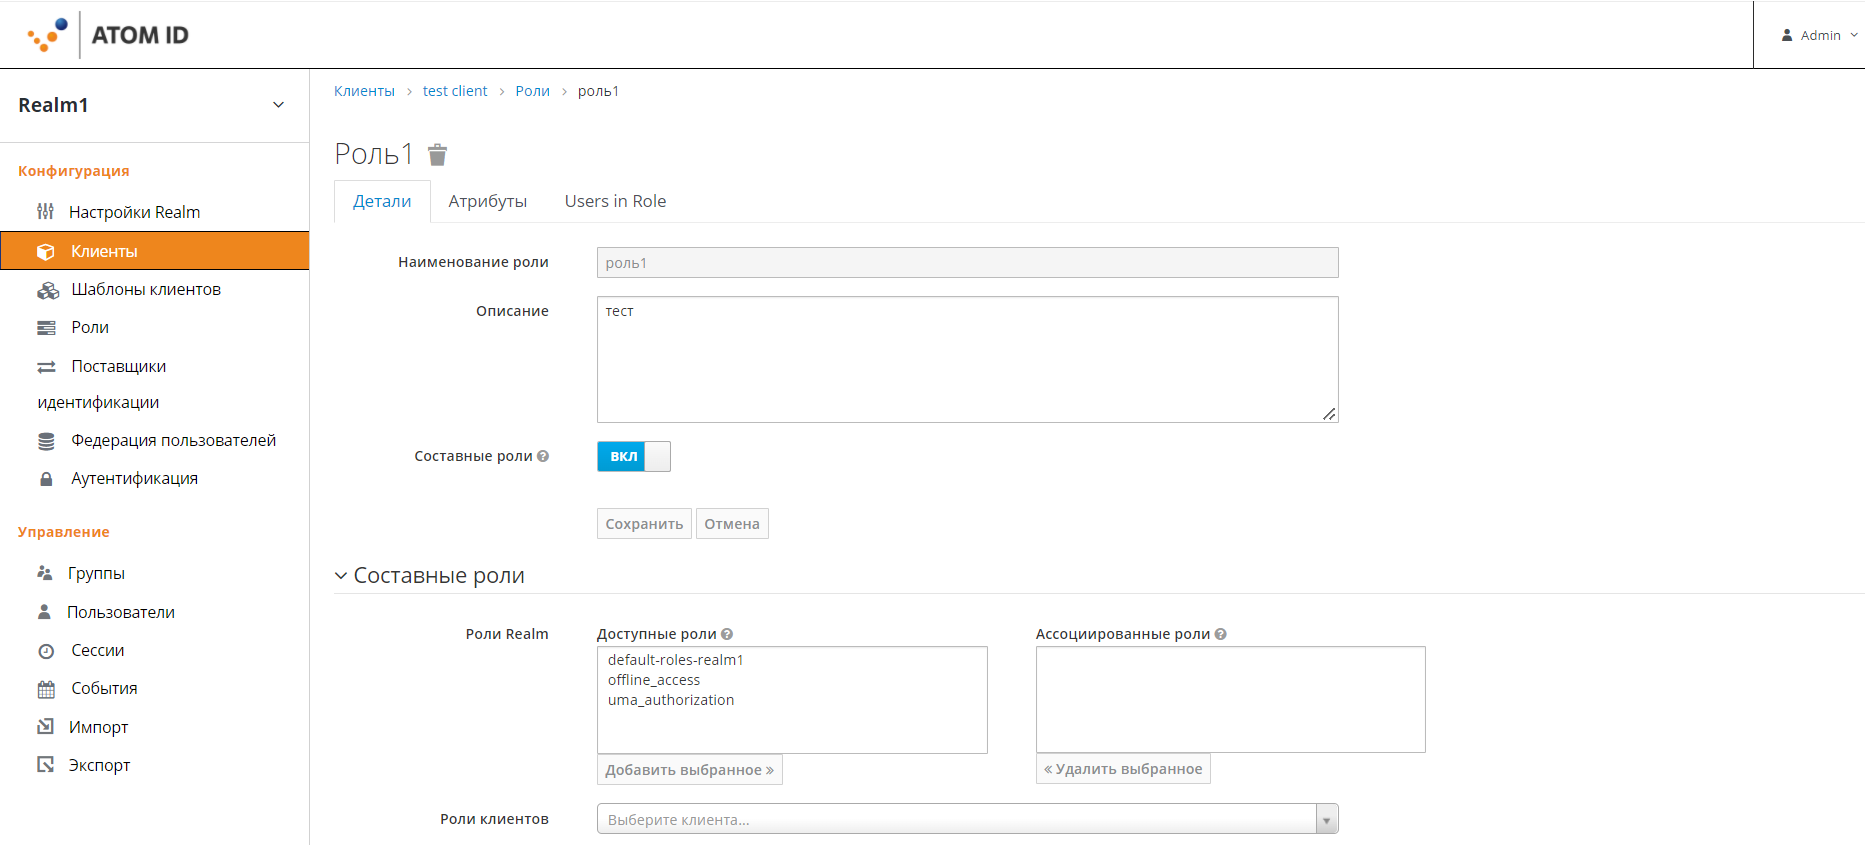 ATOM ID
Admin
Realm1
Конфигурация
Настройки Realm
Клиенты
Шаблоны клиентов
Роли
Поставщики
идентификации
Федерация пользователей
Аутентификация
Управление
Группы
Пользователи
Сессии
События
Импорт
Экспорт
Клиенты > test client > Роли > роль1
Роль1
Детали Атрибуты Users in Role
Наименование роли роль1
Описание тест
Составные роли ? ВКЛ
Сохранить Отмена
Составные роли
Роли Realm Доступные роли ? Ассоциированные роли ?
default-roles-realm1
offline_access
uma_authorization
Добавить выбранное » « Удалить выбранное
Роли клиентов Выберите клиента...